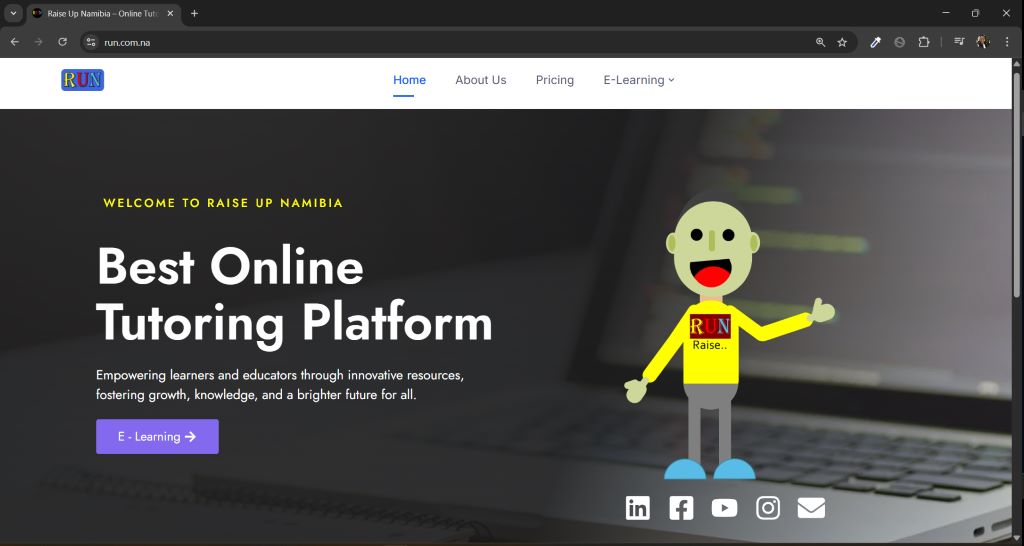 Raise Up Namibia – Online Tuto
run.com.na
RUN
Home
About Us
Pricing
E-Learning
WELCOME TO RAISE UP NAMIBIA
Best Online
Tutoring Platform
Empowering learners and educators through innovative resources,
fostering growth, knowledge, and a brighter future for all.
E - Learning
RUN
Raise..